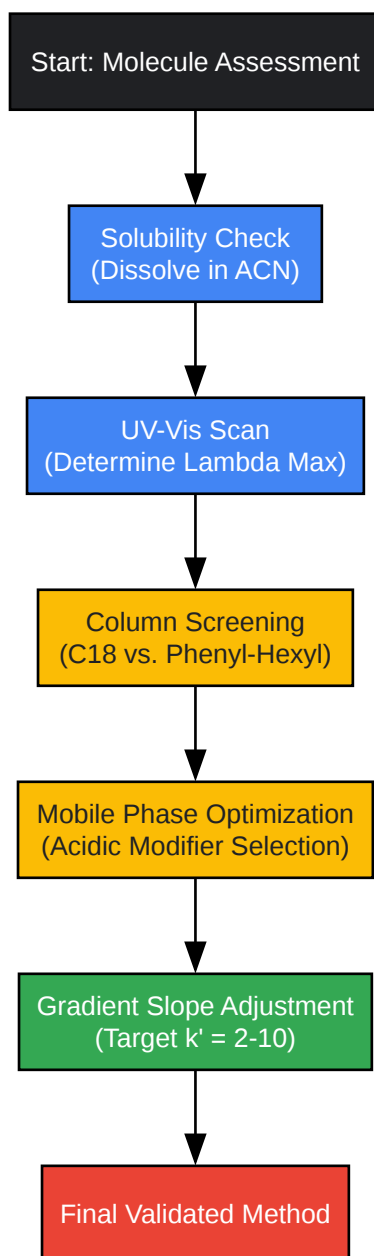 Start: Molecule Assessment
Solubility Check
(Dissolve in ACN)
UV-Vis Scan
(Determine Lambda Max)
Column Screening
(C18 vs. Phenyl-Hexyl)
Mobile Phase Optimization
(Acidic Modifier Selection)
Gradient Slope Adjustment
(Target k' = 2-10)
Final Validated Method